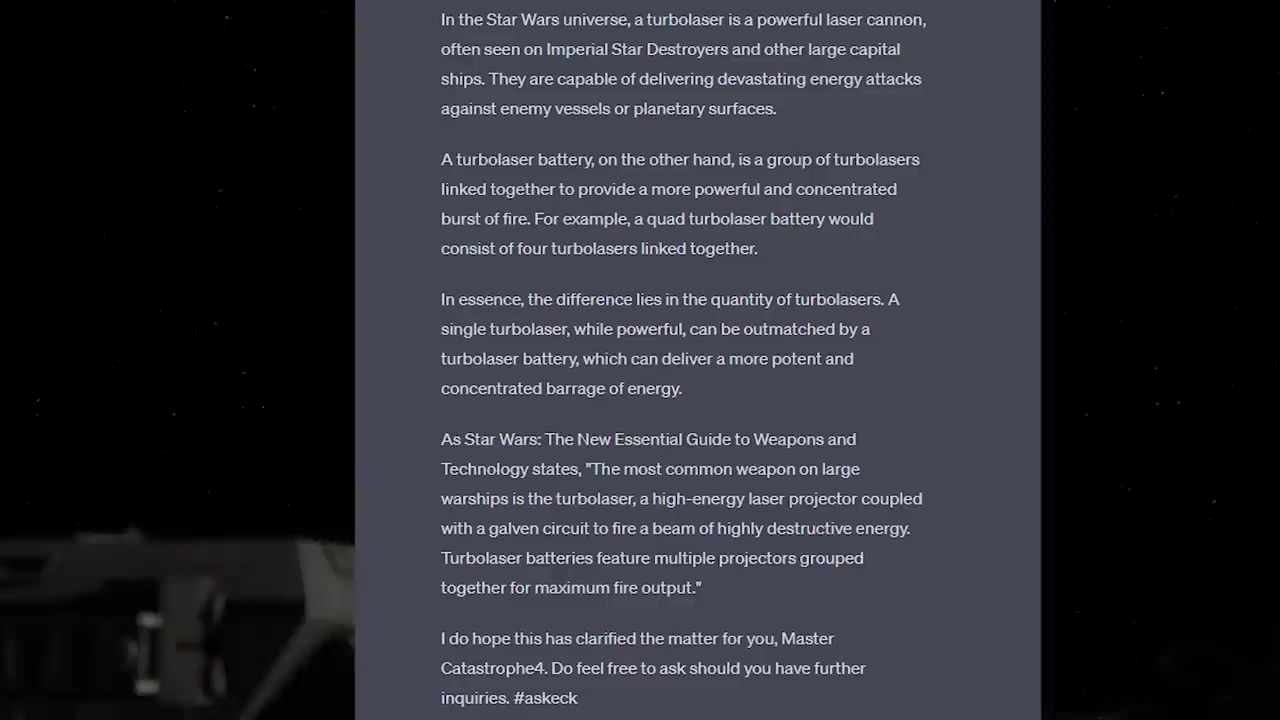 In the Star Wars universe, a turbolaser is a powerful laser cannon,
often seen on Imperial Star Destroyers and other large capital
ships. They are capable of delivering devastating energy attacks
against enemy vessels or planetary surfaces.
A turbolaser battery, on the other hand, is a group of turbolasers
linked together to provide a more powerful and concentrated
burst of fire. For example, a quad turbolaser battery would
consist of four turbolasers linked together.
In essence, the difference lies in the quantity of turbolasers. A
single turbolaser, while powerful, can be outmatched by a
turbolaser battery, which can deliver a more potent and
concentrated barrage of energy.
As Star Wars: The New Essential Guide to Weapons and
Technology states, "The most common weapon on large
warships is the turbolaser, a high-energy laser projector coupled
with a galven circuit to fire a beam of highly destructive energy.
Turbolaser batteries feature multiple projectors grouped
together for maximum fire output."
I do hope this has clarified the matter for you, Master
Catastrophe4. Do feel free to ask should you have further
inquiries. #askeck